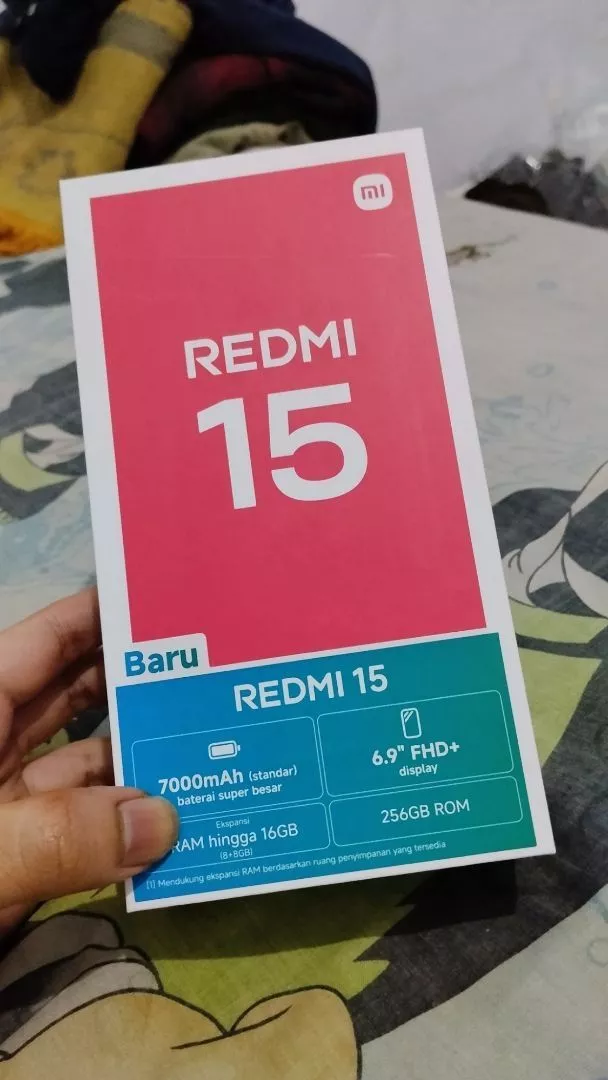 mi
REDMI
15
Baru
REDMI 15
7000mAh (standar)
baterai super besar
6.9" FHD+
display
Ekspansi
RAM hingga 16GB
(8+8GB)
256GB ROM
[1] Mendukung ekspansi RAM berdasarkan ruang penyimpanan yang tersedia